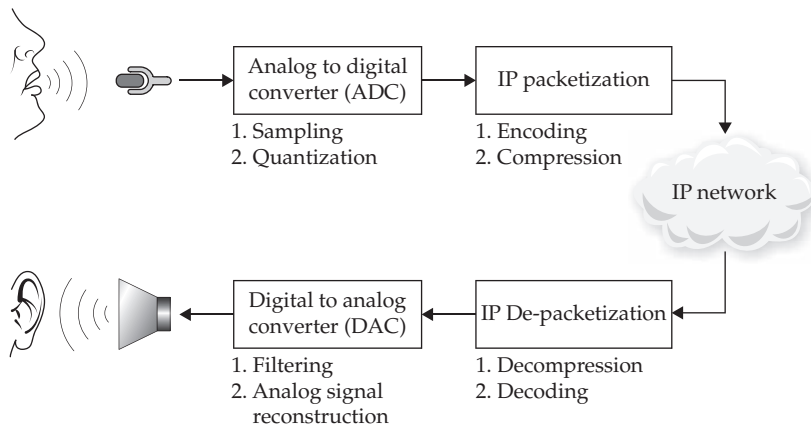 Analog to digital
converter (ADC)
1. Sampling
2. Quantization
IP packetization
1. Encoding
2. Compression
IP network
Digital to analog
converter (DAC)
1. Filtering
2. Analog signal
reconstruction
IP De-packetization
1. Decompression
2. Decoding